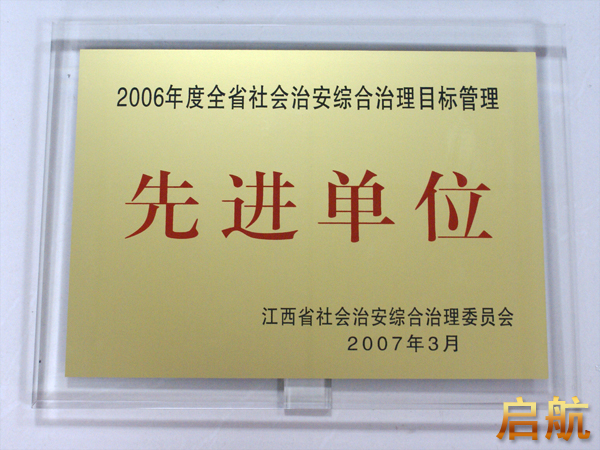 2006年度全省社会治安综合治理目标管理
先进单位
江西省社会治安综合治理委员会
2007年3月
启航